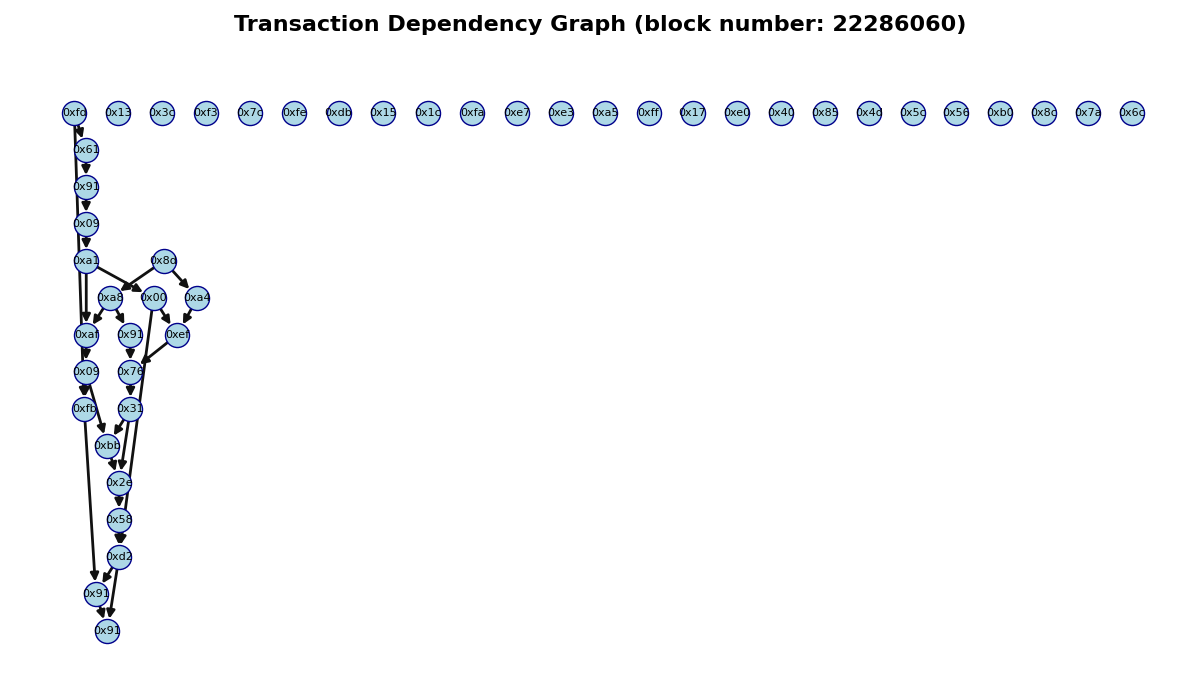 Transaction Dependency Graph (block number: 22286060)
0xfd 0x13 0x3c 0xf3 0x7c 0xfe 0xdb 0x15 0x1c 0xfa 0xe7 0xe3 0xa5 0xff 0x17 0xe0 0x40 0x85 0x4d 0x5c 0x56 0xb0 0x8c 0x7a 0x6c
0x61
0x91
0x09
0xa1 0x8d
0xa8 0x00 0xa4
0xaf 0x91 0xef
0x09 0x76
0xfb 0x31
0xbb
0x2e
0x58
0xd2
0x91
0x91